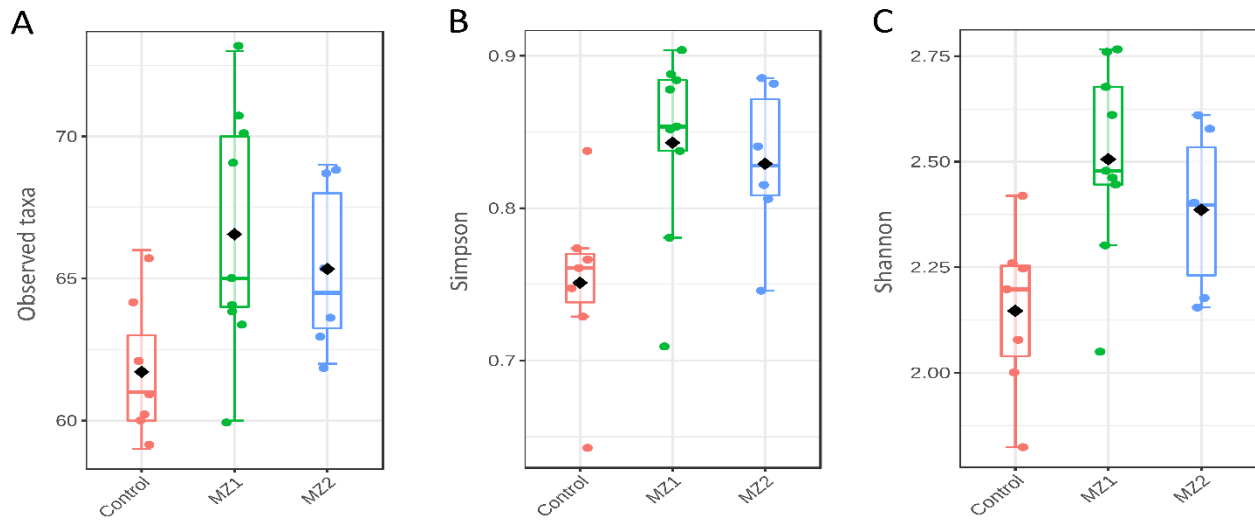 A
Observed taxa
70
65
60
Control
MZ1
MZ2
B
Simpson
0.9
0.8
0.7
Control
MZ1
MZ2
C
Shannon
2.75
2.50
2.25
2.00
Control
MZ1
MZ2